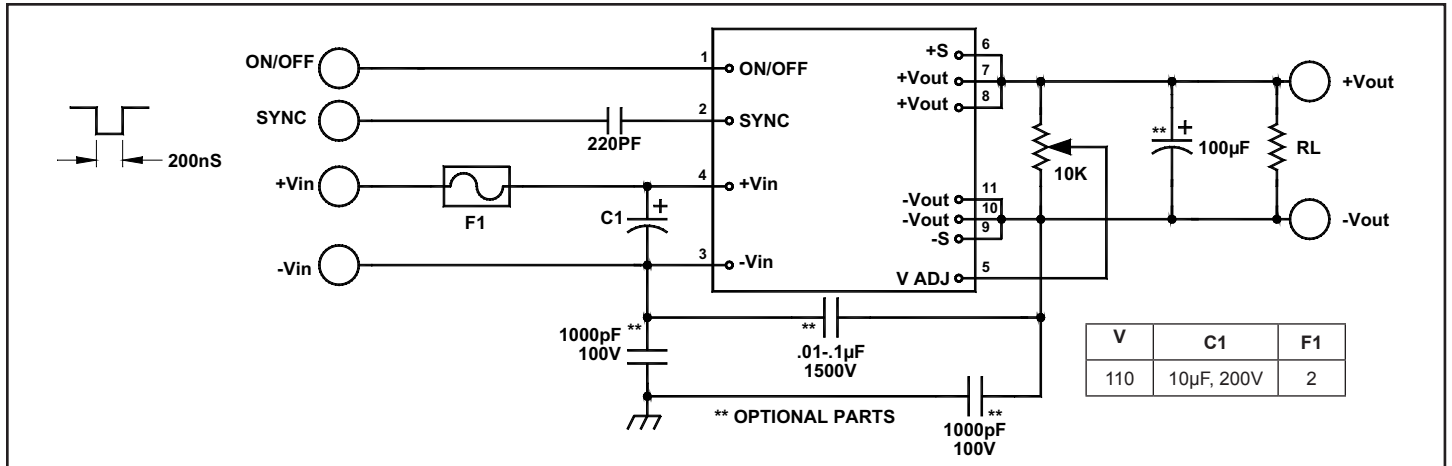 ON/OFF
SYNC
200nS
+Vin
-Vin
220PF
F1
C1
+
1
2
4
3
ON/OFF
SYNC
+Vin
-Vin
+S
+Vout
+Vout
-Vout
-Vout
-S
V ADJ
6
7
8
11
10
9
5
10K
**
+
100µF
RL
+Vout
-Vout
1000pF **
100V
**
.01-.1µF
1500V
** OPTIONAL PARTS
**
1000pF
100V
V C1 F1
110 10µF, 200V 2